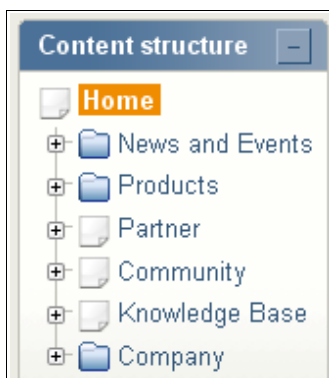 Content structure
Home
News and Events
Products
Partner
Community
Knowledge Base
Company